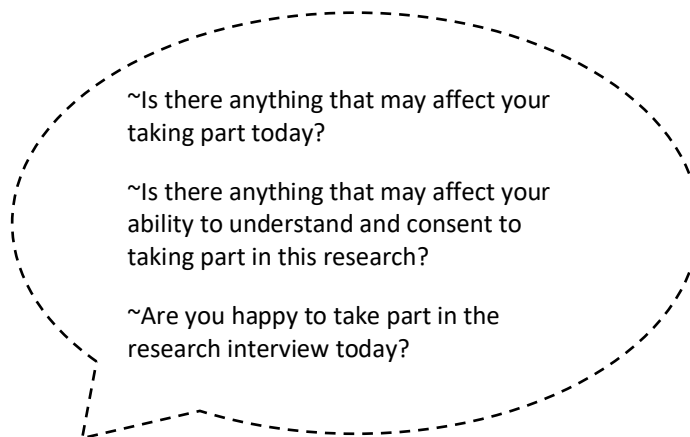 ~Is there anything that may affect your
taking part today?
~Is there anything that may affect your
ability to understand and consent to
taking part in this research?
~Are you happy to take part in the
research interview today?